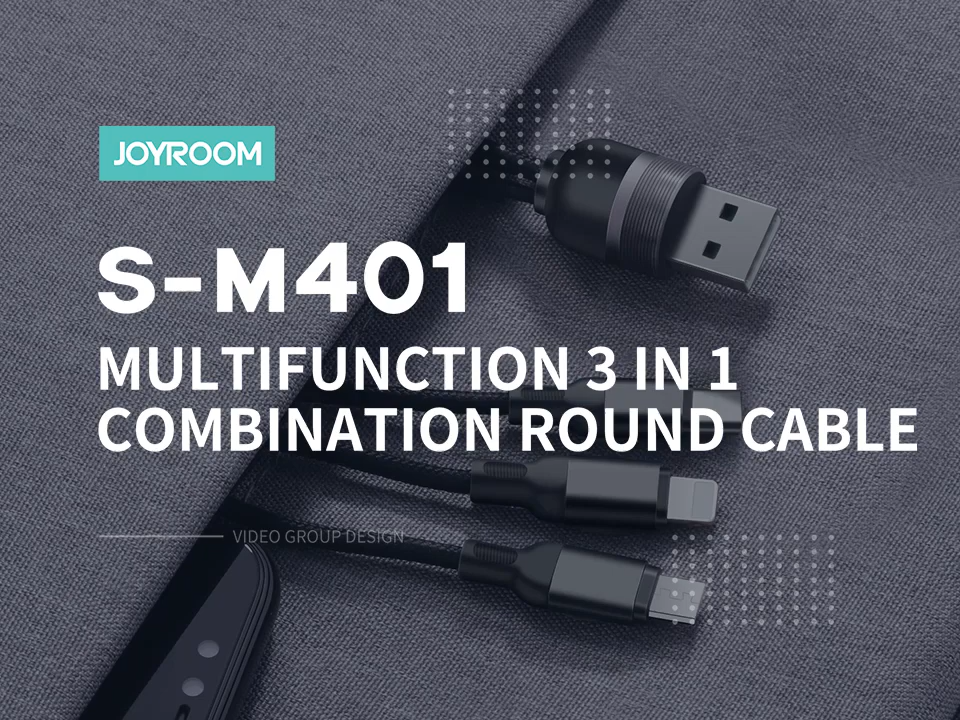 JOYROOM
S-M401
MULTIFUNCTION 3 IN 1
COMBINATION ROUND CABLE
VIDEO GROUP DESIGN